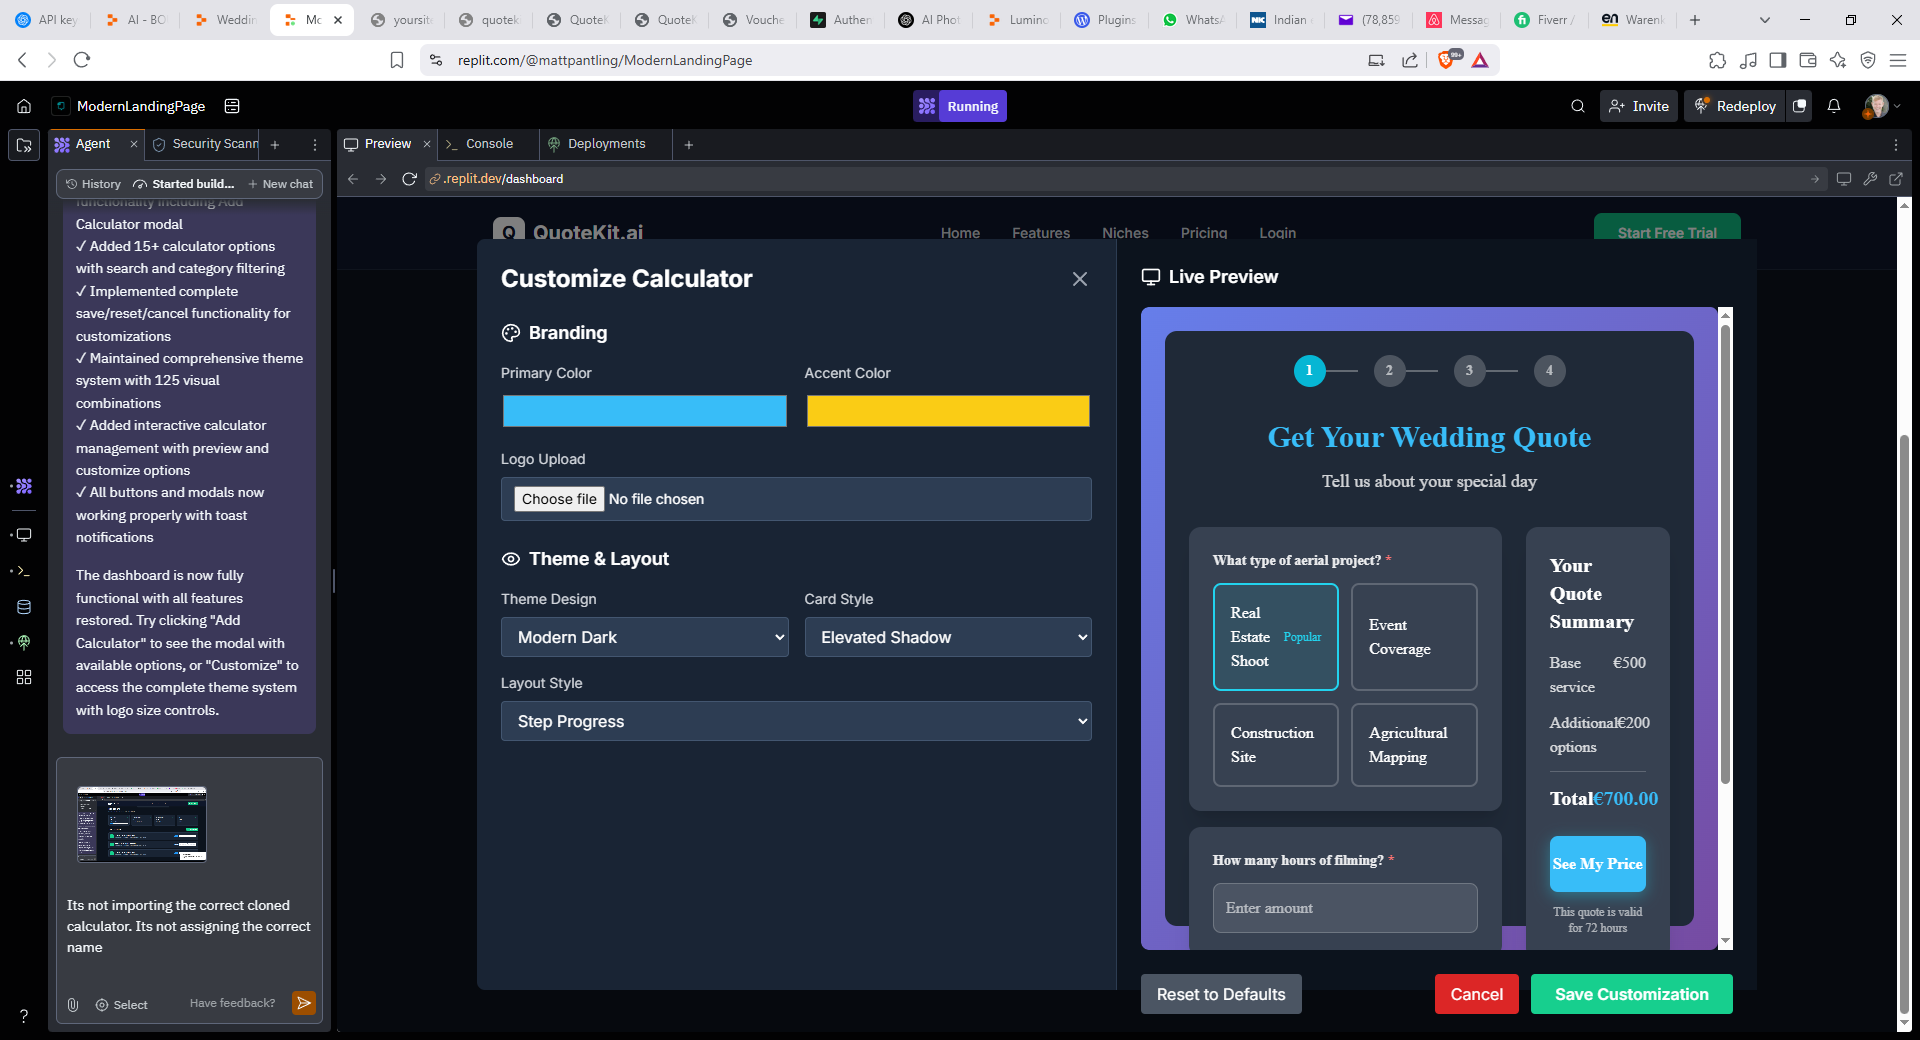 API key
AI - BO
Weddin
Mo
yoursite
quoteki
QuoteK
QuoteK
Vouche
Authen
AI Phot
Lumino
Plugins
WhatsA
NK Indian
(78,859
Messag
Fiverr /
en Warenk
replit.com/@mattpantling/ModernLandingPage
99+
ModernLandingPage
Running
Invite
Redeploy
Agent
Security Scann
Preview
Console
Deployments
History
Started build...
New chat
.replit.dev/dashboard
functionality including Add
Calculator modal
✓ Added 15+ calculator options
with search and category filtering
✓ Implemented complete
save/reset/cancel functionality for
customizations
✓ Maintained comprehensive theme
system with 125 visual
combinations
✓ Added interactive calculator
management with preview and
customize options
✓ All buttons and modals now
working properly with toast
notifications
The dashboard is now fully
functional with all features
restored. Try clicking "Add
Calculator" to see the modal with
available options, or "Customize" to
access the complete theme system
with logo size controls.
Its not importing the correct cloned
calculator. Its not assigning the correct
name
Select
Have feedback?
?
Q QuoteKit.ai
Home
Features
Niches
Pricing
Login
Start Free Trial
Customize Calculator
Branding
Primary Color
Accent Color
Logo Upload
Choose file No file chosen
Theme & Layout
Theme Design
Card Style
Modern Dark
Elevated Shadow
Layout Style
Step Progress
Live Preview
1
2
3
4
Get Your Wedding Quote
Tell us about your special day
What type of aerial project? *
Real
Estate
Shoot
Popular
Event
Coverage
Construction
Site
Agricultural
Mapping
How many hours of filming? *
Enter amount
Your
Quote
Summary
Base
service
€500
Additional
options
€200
Total €700.00
See My Price
This quote is valid
for 72 hours
Reset to Defaults
Cancel
Save Customization